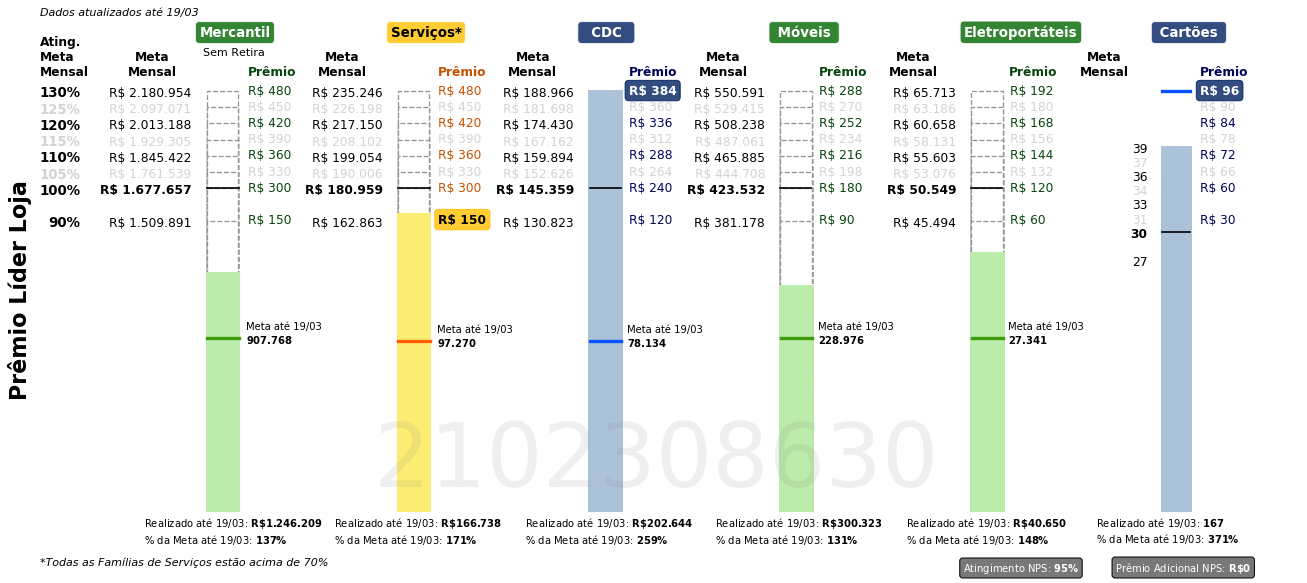 Dados atualizados até 19/03
Mercantil Serviços* CDC Móveis Eletroportáteis Cartões
Sem Retira
Ating. Meta Mensal Meta Mensal Prêmio Meta Mensal Prêmio Meta Mensal Prêmio Meta Mensal Prêmio Meta Mensal Prêmio Meta Mensal Prêmio
130% R$ 2.180.954 R$ 480 R$ 235.246 R$ 480 R$ 188.966 R$ 384 R$ 550.591 R$ 288 R$ 65.713 R$ 192 R$ 96
125% R$ 2.097.071 R$ 450 R$ 226.198 R$ 450 R$ 181.698 R$ 360 R$ 529.415 R$ 270 R$ 63.186 R$ 180 R$ 90
120% R$ 2.013.188 R$ 420 R$ 217.150 R$ 420 R$ 174.430 R$ 336 R$ 508.238 R$ 252 R$ 60.658 R$ 168 R$ 84
115% R$ 1.929.305 R$ 390 R$ 208.102 R$ 390 R$ 167.162 R$ 312 R$ 487.061 R$ 234 R$ 58.131 R$ 156 39 R$ 78
110% R$ 1.845.422 R$ 360 R$ 199.054 R$ 360 R$ 159.894 R$ 288 R$ 465.885 R$ 216 R$ 55.603 R$ 144 37 R$ 72
105% R$ 1.761.539 R$ 330 R$ 190.006 R$ 330 R$ 152.626 R$ 264 R$ 444.708 R$ 198 R$ 53.076 R$ 132 36 R$ 66
100% R$ 1.677.657 R$ 300 R$ 180.959 R$ 300 R$ 145.359 R$ 240 R$ 423.532 R$ 180 R$ 50.549 R$ 120 34 R$ 60
33
90% R$ 1.509.891 R$ 150 R$ 162.863 R$ 150 R$ 130.823 R$ 120 R$ 381.178 R$ 90 R$ 45.494 R$ 60 31 R$ 30
30
27
Prêmio Líder Loja
Meta até 19/03 Meta até 19/03 Meta até 19/03 Meta até 19/03 Meta até 19/03
907.768 97.270 78.134 228.976 27.341
2102308630
Realizado até 19/03: R$1.246.209 Realizado até 19/03: R$166.738 Realizado até 19/03: R$202.644 Realizado até 19/03: R$300.323 Realizado até 19/03: R$40.650 Realizado até 19/03: 167
% da Meta até 19/03: 137% % da Meta até 19/03: 171% % da Meta até 19/03: 259% % da Meta até 19/03: 131% % da Meta até 19/03: 148% % da Meta até 19/03: 371%
*Todas as Famílias de Serviços estão acima de 70%
Atingimento NPS: 95% Prêmio Adicional NPS: R$0